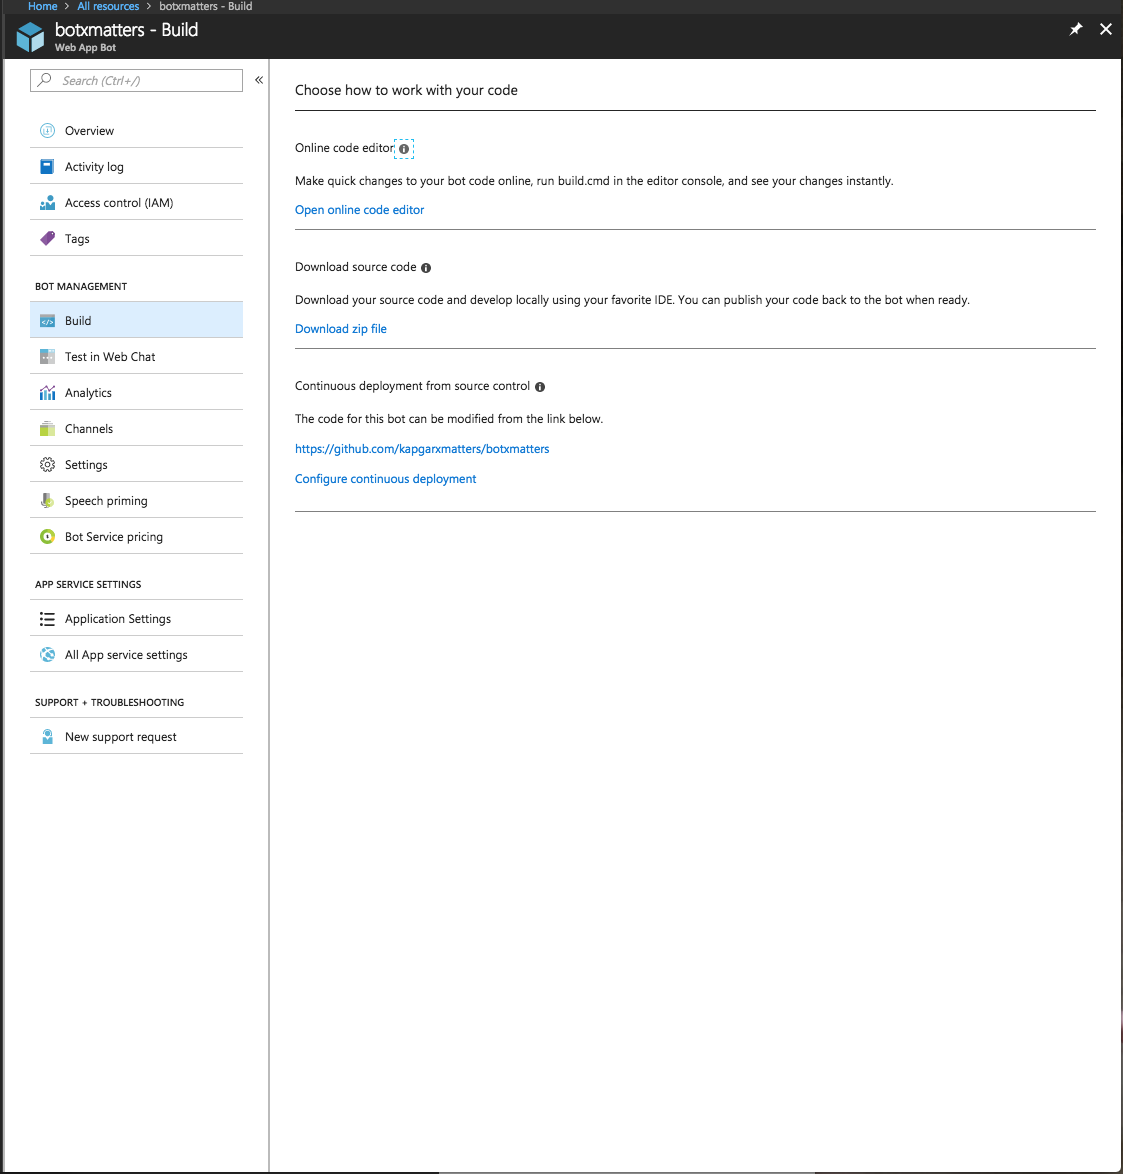 Home > All resources > botxmatters - Build
botxmatters - Build
Web App Bot
Search (Ctrl+/)
«
Overview
Activity log
Access control (IAM)
Tags
BOT MANAGEMENT
Build
Test in Web Chat
Analytics
Channels
Settings
Speech priming
Bot Service pricing
APP SERVICE SETTINGS
Application Settings
All App service settings
SUPPORT + TROUBLESHOOTING
New support request
Choose how to work with your code
Online code editor
Make quick changes to your bot code online, run build.cmd in the editor console, and see your changes instantly.
Open online code editor
Download source code
Download your source code and develop locally using your favorite IDE. You can publish your code back to the bot when ready.
Download zip file
Continuous deployment from source control
The code for this bot can be modified from the link below.
https://github.com/kapgarxmatters/botxmatters
Configure continuous deployment